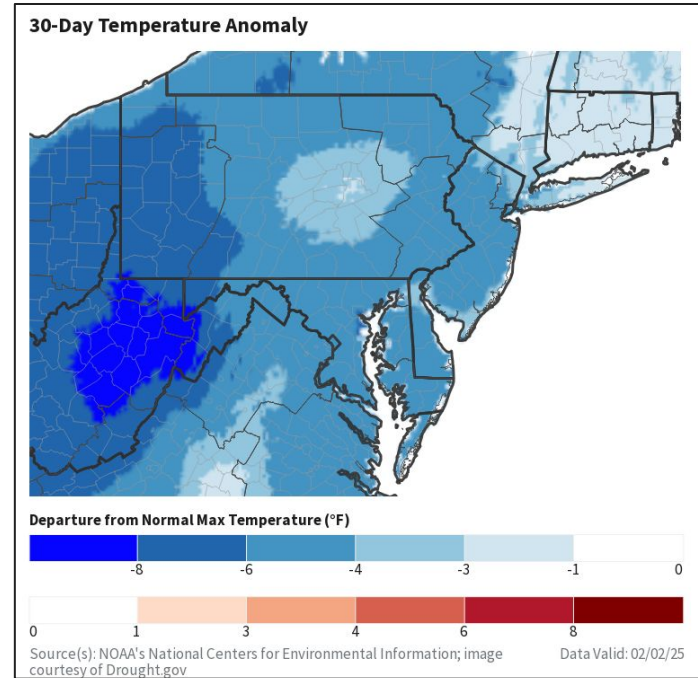 30-Day Temperature Anomaly
Departure from Normal Max Temperature (°F)
-8 -6 -4 -3 -1 0
0 1 3 4 6 8
Source(s): NOAA's National Centers for Environmental Information; image Data Valid: 02/02/25
courtesy of Drought.gov